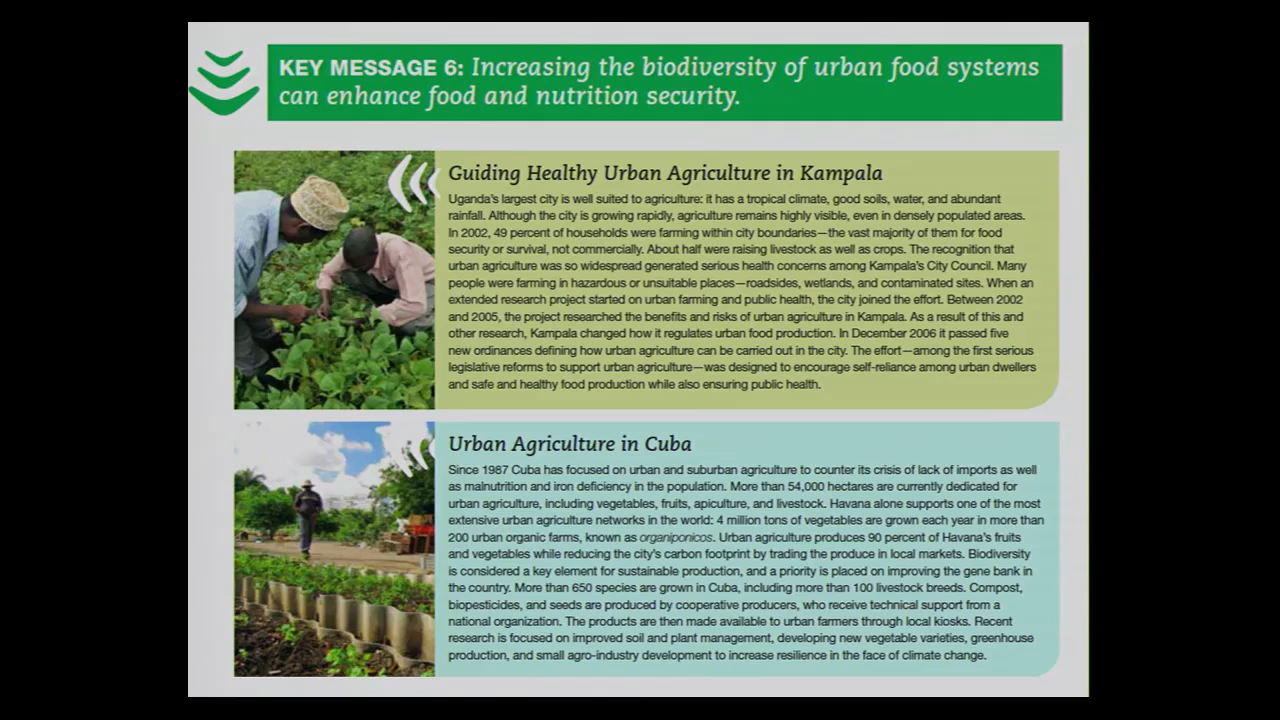 KEY MESSAGE 6: Increasing the biodiversity of urban food systems
can enhance food and nutrition security.
Guiding Healthy Urban Agriculture in Kampala
Uganda's largest city is well suited to agriculture: it has a tropical climate, good soils, water, and abundant
rainfall. Although the city is growing rapidly, agriculture remains highly visible, even in densely populated areas.
In 2002, 49 percent of households were farming within city boundaries—the vast majority of them for food
security or survival, not commercially. About half were raising livestock as well as crops. The recognition that
urban agriculture was so widespread generated serious health concerns among Kampala's City Council. Many
people were farming in hazardous or unsuitable places—roadsides, wetlands, and contaminated sites. When an
extended research project started on urban farming and public health, the city joined the effort. Between 2002
and 2005, the project researched the benefits and risks of urban agriculture in Kampala. As a result of this and
other research, Kampala changed how it regulates urban food production. In December 2006 it passed five
new ordinances defining how urban agriculture can be carried out in the city. The effort—among the first serious
legislative reforms to support urban agriculture—was designed to encourage self-reliance among urban dwellers
and safe and healthy food production while also ensuring public health.
Urban Agriculture in Cuba
Since 1987 Cuba has focused on urban and suburban agriculture to counter its crisis of lack of imports as well
as malnutrition and iron deficiency in the population. More than 54,000 hectares are currently dedicated for
urban agriculture, including vegetables, fruits, apiculture, and livestock. Havana alone supports one of the most
extensive urban agriculture networks in the world: 4 million tons of vegetables are grown each year in more than
200 urban organic farms, known as organiponicos. Urban agriculture produces 90 percent of Havana's fruits
and vegetables while reducing the city's carbon footprint by trading the produce in local markets. Biodiversity
is considered a key element for sustainable production, and a priority is placed on improving the gene bank in
the country. More than 650 species are grown in Cuba, including more than 100 livestock breeds. Compost,
biopesticides, and seeds are produced by cooperative producers, who receive technical support from a
national organization. The products are then made available to urban farmers through local kiosks. Recent
research is focused on improved soil and plant management, developing new vegetable varieties, greenhouse
production, and small agro-industry development to increase resilience in the face of climate change.